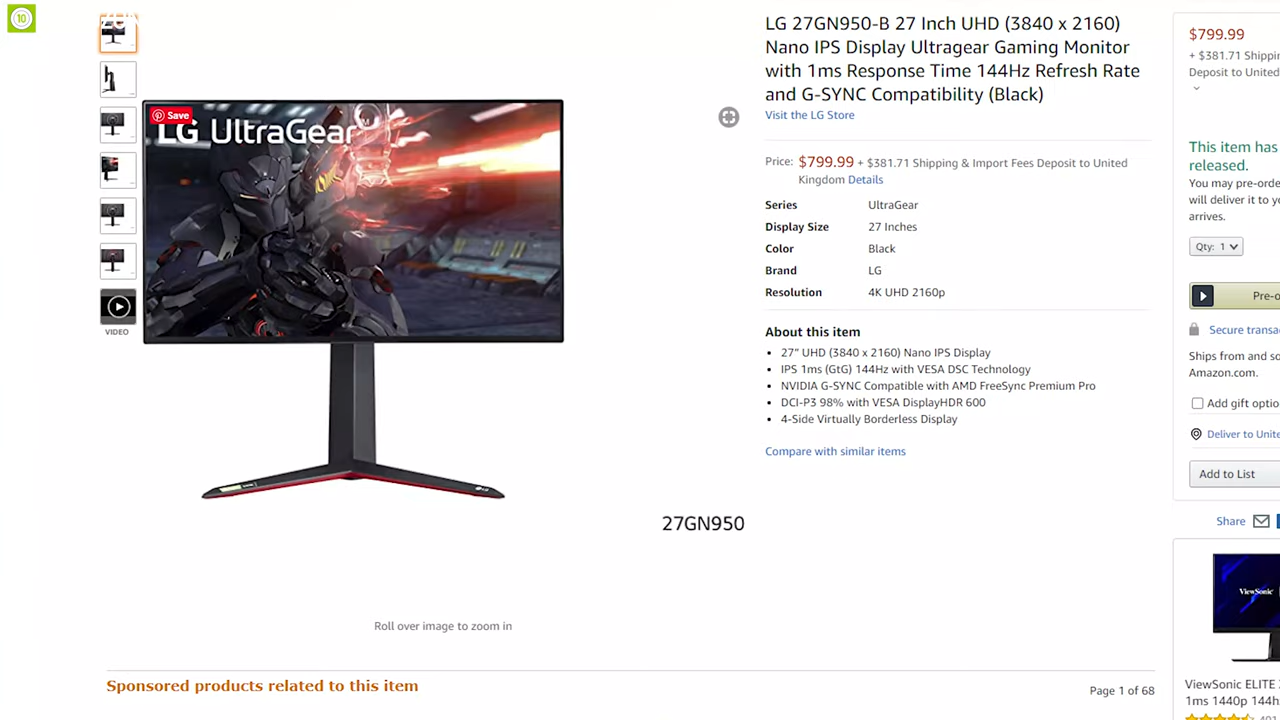 10
LG UltraGear™
Save
VIDEO
27GN950
Roll over image to zoom in
LG 27GN950-B 27 Inch UHD (3840 x 2160)
Nano IPS Display Ultragear Gaming Monitor
with 1ms Response Time 144Hz Refresh Rate
and G-SYNC Compatibility (Black)
Visit the LG Store
Price: $799.99 + $381.71 Shipping & Import Fees Deposit to United
Kingdom Details
Series UltraGear
Display Size 27 Inches
Color Black
Brand LG
Resolution 4K UHD 2160p
About this item
• 27” UHD (3840 x 2160) Nano IPS Display
• IPS 1ms (GtG) 144Hz with VESA DSC Technology
• NVIDIA G-SYNC Compatible with AMD FreeSync Premium Pro
• DCI-P3 98% with VESA DisplayHDR 600
• 4-Side Virtually Borderless Display
Compare with similar items
$799.99
+ $381.71 Shippin
Deposit to United
This item has
released.
You may pre-orde
will deliver it to yo
arrives.
Qty: 1
Pre-o
Secure transa
Ships from and so
Amazon.com.
Add gift optio
Deliver to Unite
Add to List
Share
ViewSonic
ViewSonic ELITE
1ms 1440p 144h
Sponsored products related to this item
Page 1 of 68